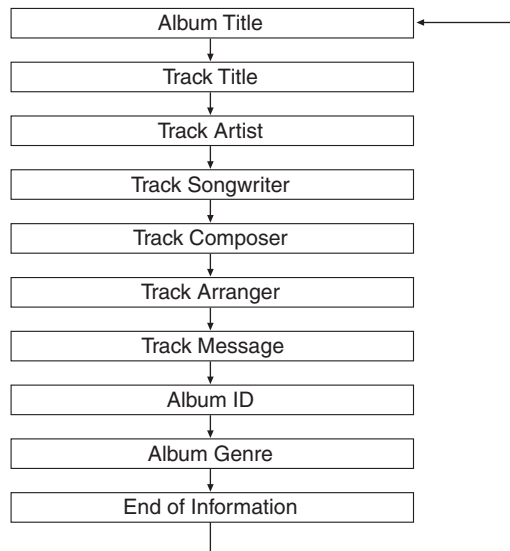 Album Title
Track Title
Track Artist
Track Songwriter
Track Composer
Track Arranger
Track Message
Album ID
Album Genre
End of Information